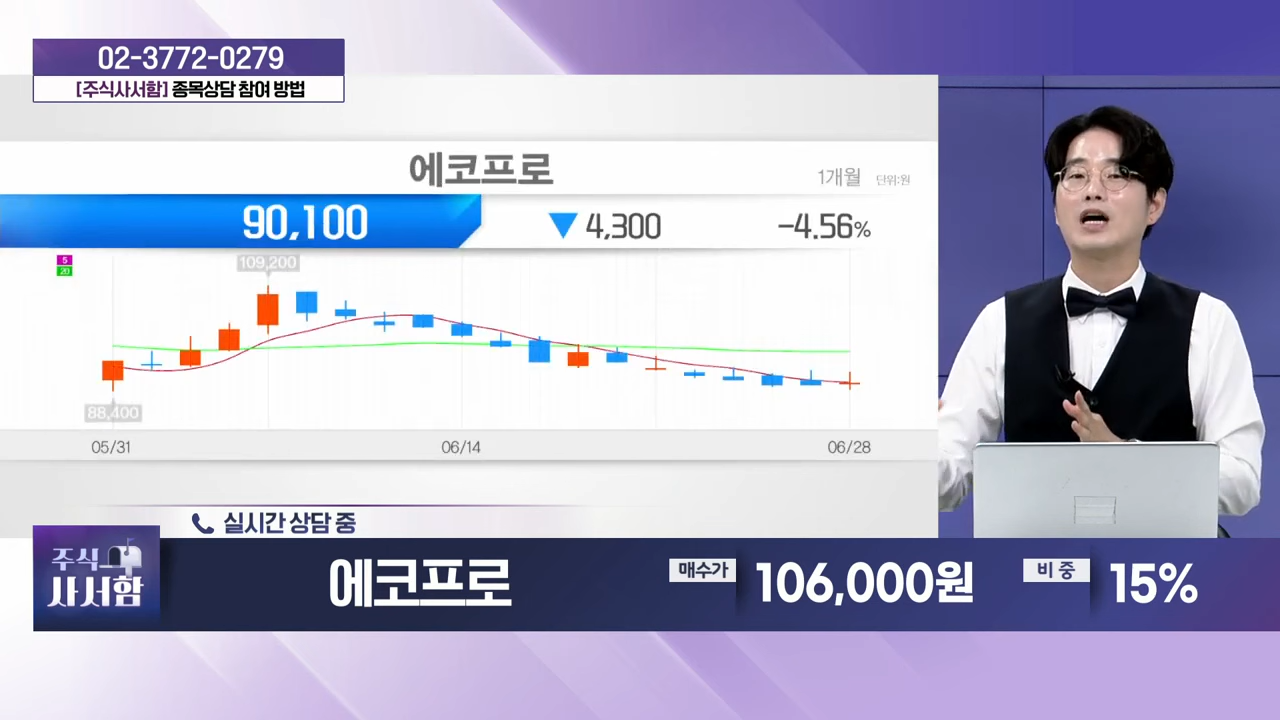 02-3772-0279
[주식사서함] 종목상담 참여 방법
에코프로
1개월 단위:원
90,100 ▼ 4,300 -4.56%
5
20
109,200
88,400
05/31 06/14 06/28
실시간 상담 중
주식
사서함
에코프로 매수가 106,000원 비 중 15%